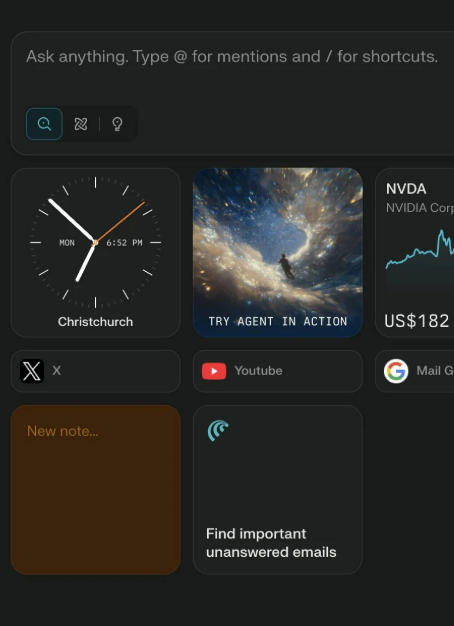 Ask anything. Type @ for mentions and / for shortcuts.
MON 6:52 PM
Christchurch
TRY AGENT IN ACTION
NVDA
NVIDIA Corp
US$182
X
Youtube
Mail G
New note...
Find important
unanswered emails